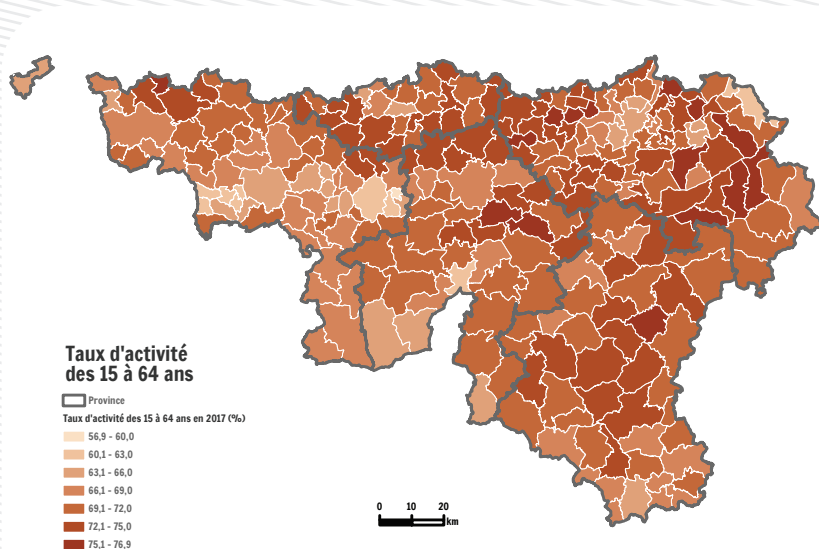 Taux d'activité
des 15 à 64 ans
Province
Taux d'activité des 15 à 64 ans en 2017 (‰)
56,9 - 60,0
60,1 - 63,0
63,1 - 66,0
66,1 - 69,0
69,1 - 72,0
72,1 - 75,0
75,1 - 76,9
0 10 20
km